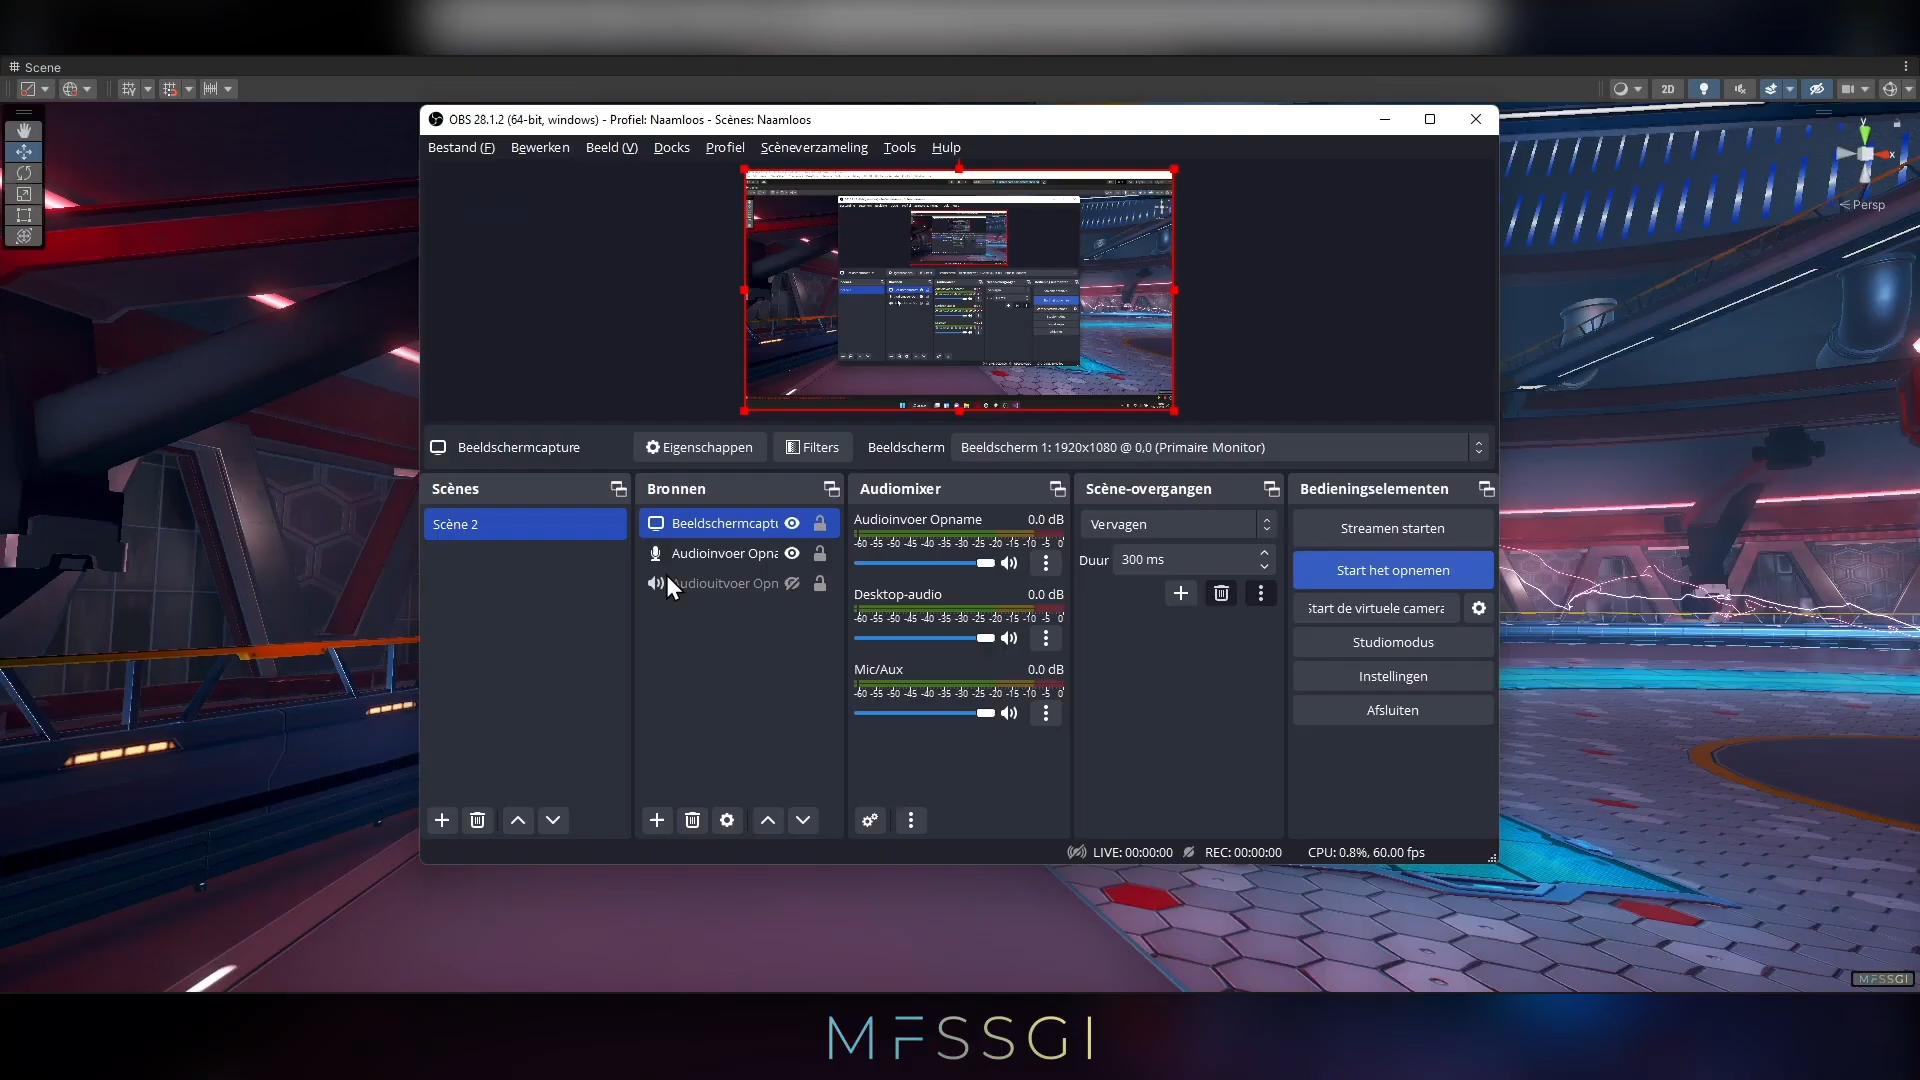 Scene
2D
Persp
OBS 28.1.2 (64-bit, windows) - Profiel: Naamloos - Scènes: Naamloos
Bestand (F) Bewerken Beeld (V) Docks Profiel Scèneverzameling Tools Hulp
Beeldschermcapture Eigenschappen Filters Beeldscherm Beeldscherm 1: 1920x1080 @ 0,0 (Primaire Monitor)
Scènes
Scène 2
Bronnen
Beeldschermcaptu
Audioinvoer Opna
Audiouitvoer Opn
Audiomixer
Audioinvoer Opname 0.0 dB
-60 -55 -50 -45 -40 -35 -30 -25 -20 -15 -10 -5 0
Desktop-audio 0.0 dB
-60 -55 -50 -45 -40 -35 -30 -25 -20 -15 -10 -5 0
Mic/Aux 0.0 dB
-60 -55 -50 -45 -40 -35 -30 -25 -20 -15 -10 -5 0
Scène-overgangen
Vervagen
Duur 300 ms
Bedieningselementen
Streamen starten
Start het opnemen
Start de virtuele camera
Studiomodus
Instellingen
Afsluiten
LIVE: 00:00:00 REC: 00:00:00 CPU: 0.8%, 60.00 fps
MFSSGI
MFSSGI